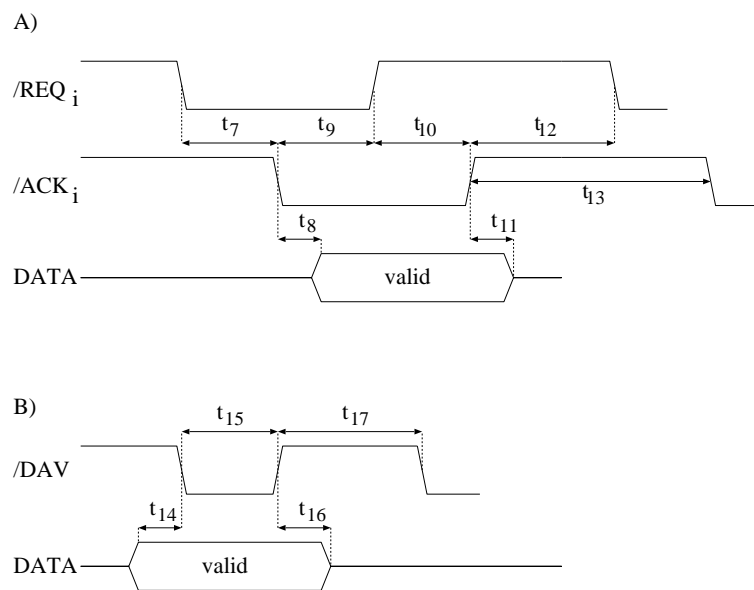 A)
/REQ i
t7 t9 t10 t12
/ACK i
t13
t8 t11
DATA valid
B)
t15 t17
/DAV
t14 t16
DATA valid